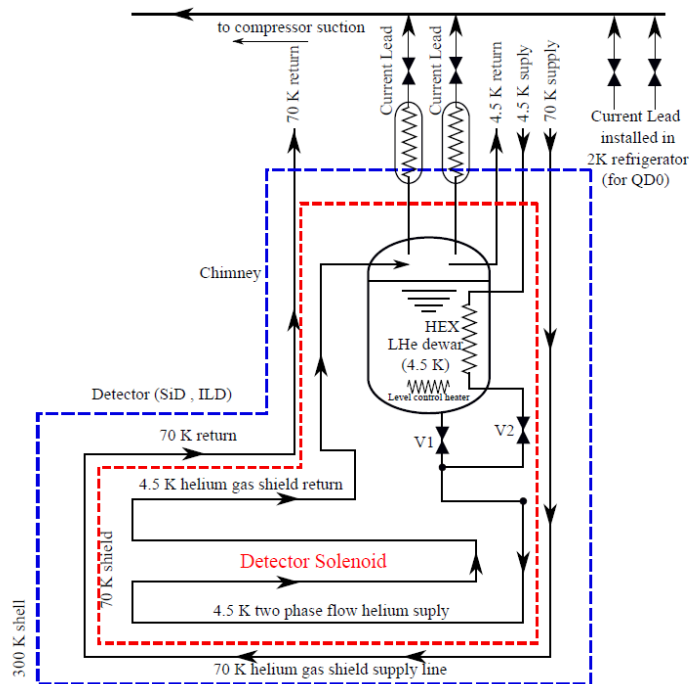 to compressor suction
70 K return
Current Lead
Current Lead
4.5 K return
4.5 K suply
70 K supply
Current Lead
installed in
2K refrigerator
(for QD0)
Chimney
HEX
LHe dewar
(4.5 K)
Level control heater
Detector (SiD , ILD)
V1
V2
70 K return
4.5 K helium gas shield return
70 K shield
Detector Solenoid
4.5 K two phase flow helium suply
300 K shell
70 K helium gas shield supply line